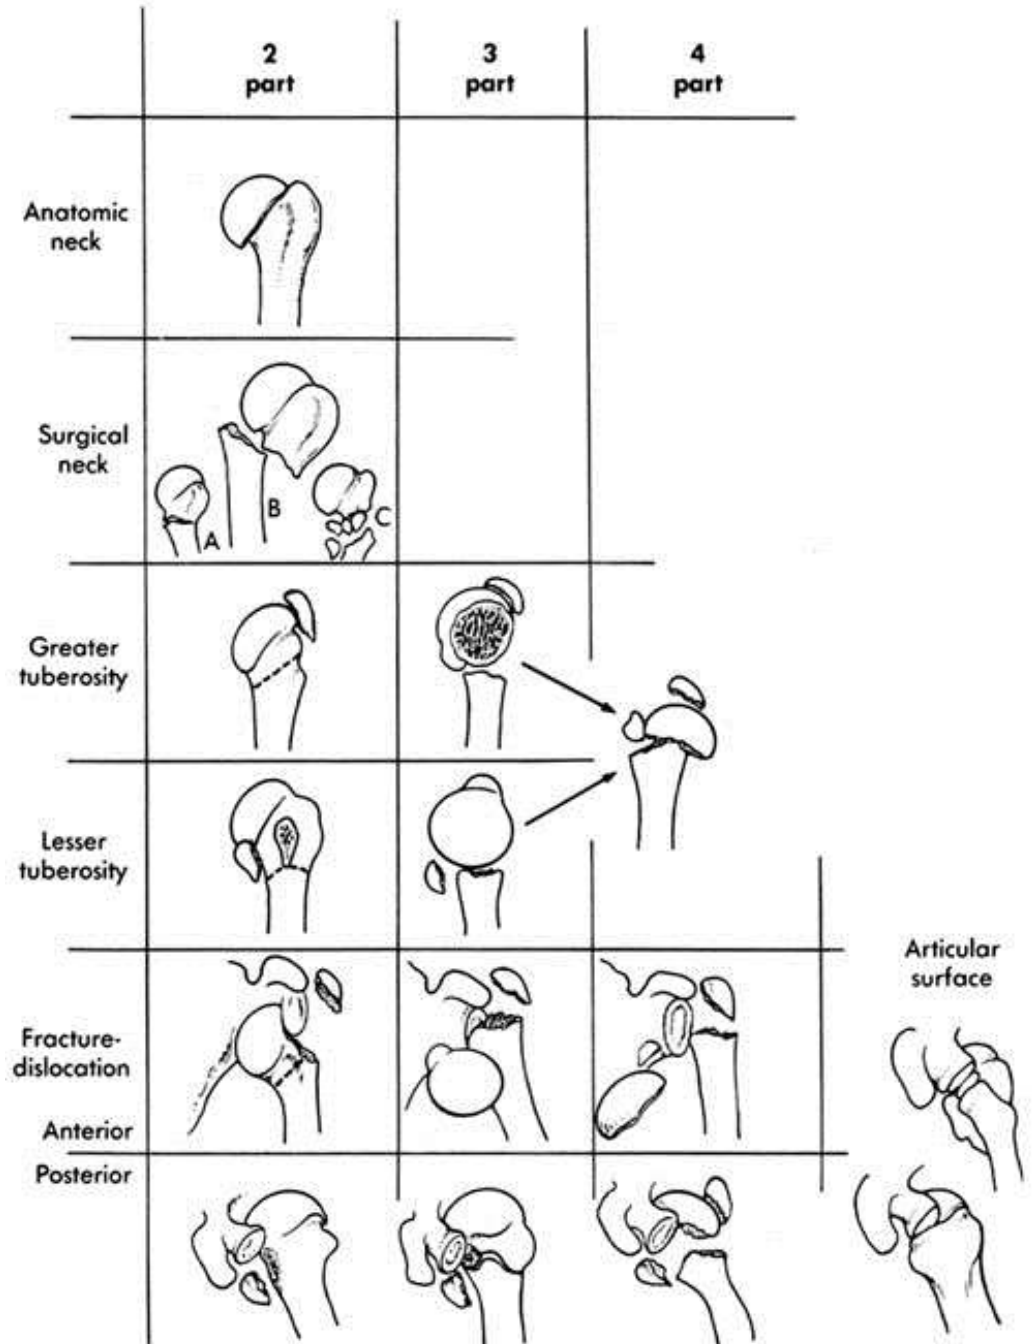 2
part
3
part
4
part
Anatomic
neck
Surgical
neck
A
B
C
Greater
tuberosity
Lesser
tuberosity
Articular
surface
Fracture-
dislocation
Anterior
Posterior